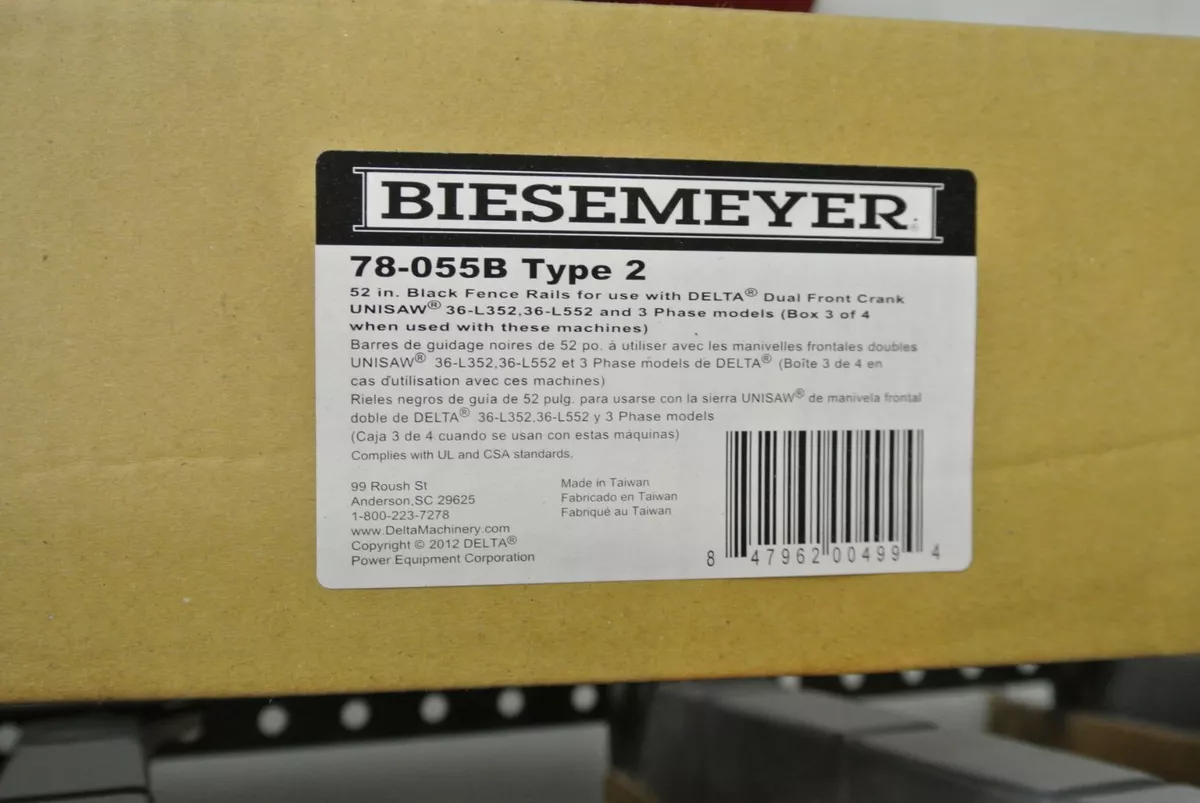 BIESEMEYER®
78-055B Type 2
52 in. Black Fence Rails for use with DELTA® Dual Front Crank
UNISAW® 36-L352,36-L552 and 3 Phase models (Box 3 of 4
when used with these machines)
Barres de guidage noires de 52 po. à utiliser avec les manivelles frontales doubles
UNISAW® 36-L352,36-L552 et 3 Phase models de DELTA® (Boîte 3 de 4 en
cas d'utilisation avec ces machines)
Rieles negros de guía de 52 pulg. para usarse con la sierra UNISAW® de manivela frontal
doble de DELTA® 36-L352,36-L552 y 3 Phase models
(Caja 3 de 4 cuando se usan con estas máquinas)
Complies with UL and CSA standards.
99 Roush St
Anderson,SC 29625
1-800-223-7278
www.DeltaMachinery.com
Copyright © 2012 DELTA®
Power Equipment Corporation
Made in Taiwan
Fabricado en Taiwan
Fabriqué au Taiwan
8 47962 00499 4